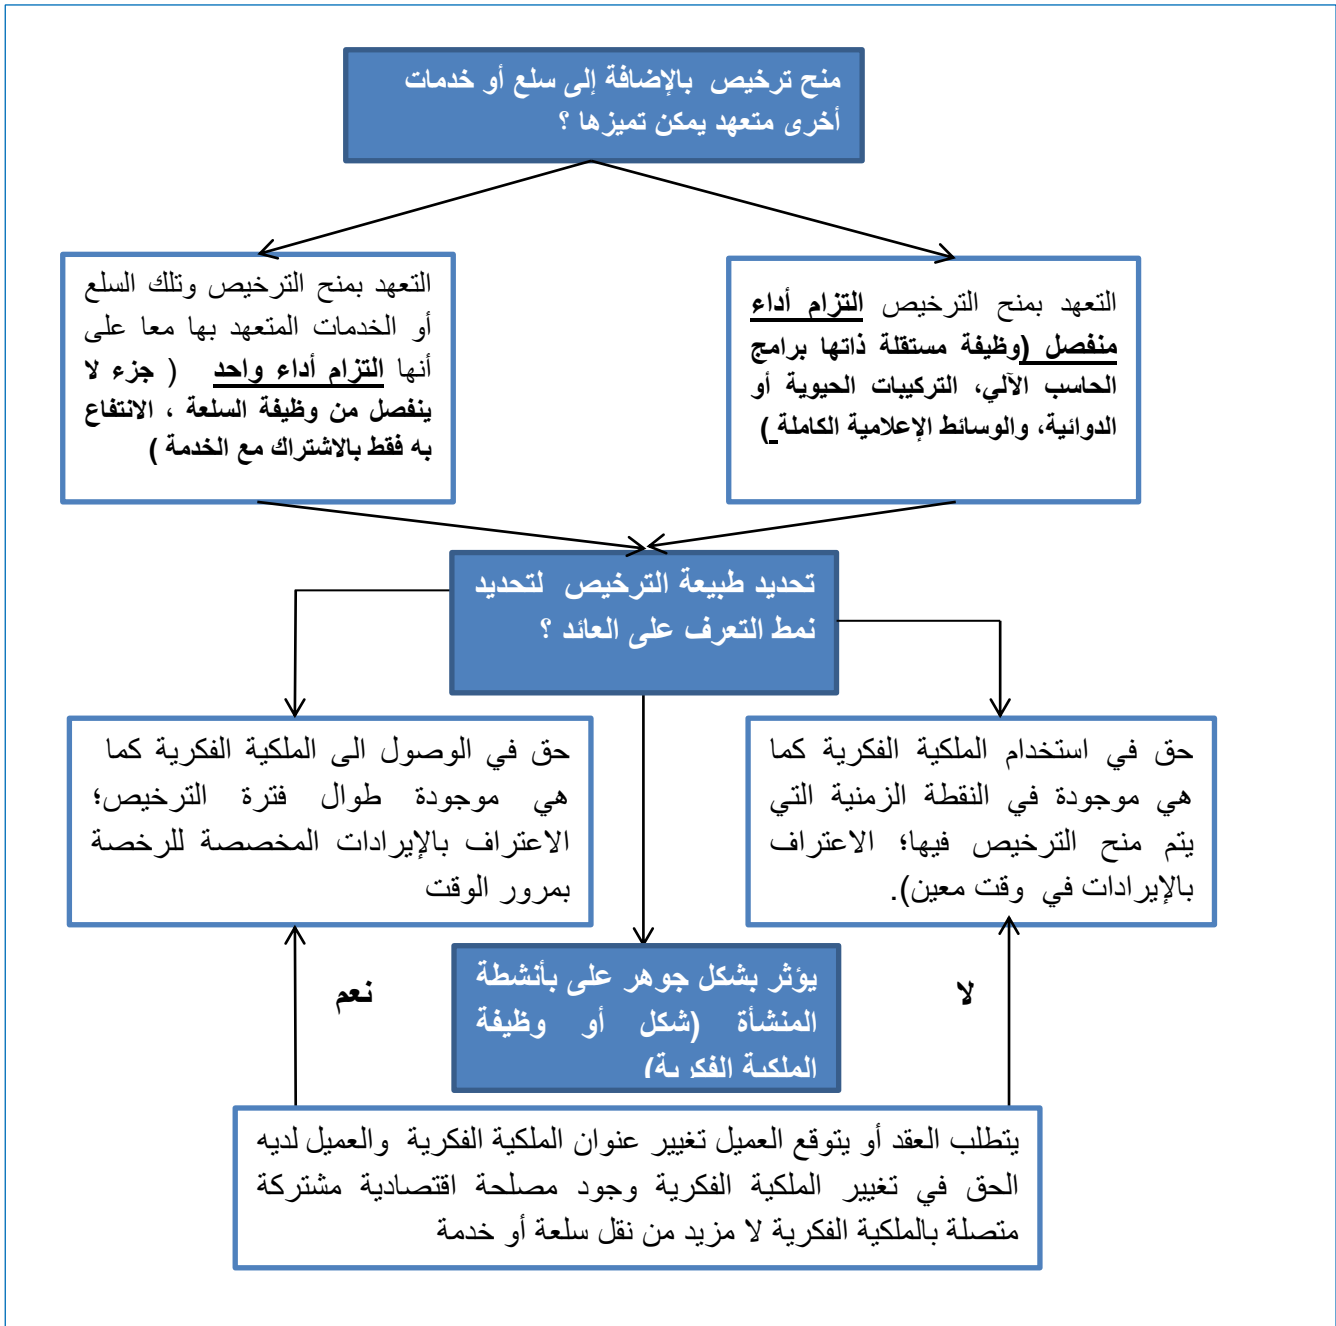 منح ترخيص بالإضافة إلى سلع أو خدمات
أخرى متعهد يمكن تميزها ؟
التعهد بمنح الترخيص التزام أداء
منفصل (وظيفة مستقلة ذاتها برامج
الحاسب الآلي، التركيبات الحيوية أو
الدوائية، والوسائط الإعلامية الكاملة )
التعهد بمنح الترخيص وتلك السلع
أو الخدمات المتعهد بها معا على
أنها التزام أداء واحد ( جزء لا
ينفصل من وظيفة السلعة ، الانتفاع
به فقط بالاشتراك مع الخدمة )
تحديد طبيعة الترخيص لتحديد
نمط التعرف على العائد ؟
حق في استخدام الملكية الفكرية كما
هي موجودة في النقطة الزمنية التي
يتم منح الترخيص فيها؛ الاعتراف
بالإيرادات في وقت معين).
حق في الوصول الى الملكية الفكرية كما
هي موجودة طوال فترة الترخيص؛
الاعتراف بالإيرادات المخصصة للرخصة
بمرور الوقت
لا
نعم
يؤثر بشكل جوهر على بأنشطة
المنشأة (شكل أو وظيفة
الملكية الفكرية)
يتطلب العقد أو يتوقع العميل تغيير عنوان الملكية الفكرية والعميل لديه
الحق في تغيير الملكية الفكرية وجود مصلحة اقتصادية مشتركة
متصلة بالملكية الفكرية لا مزيد من نقل سلعة أو خدمة